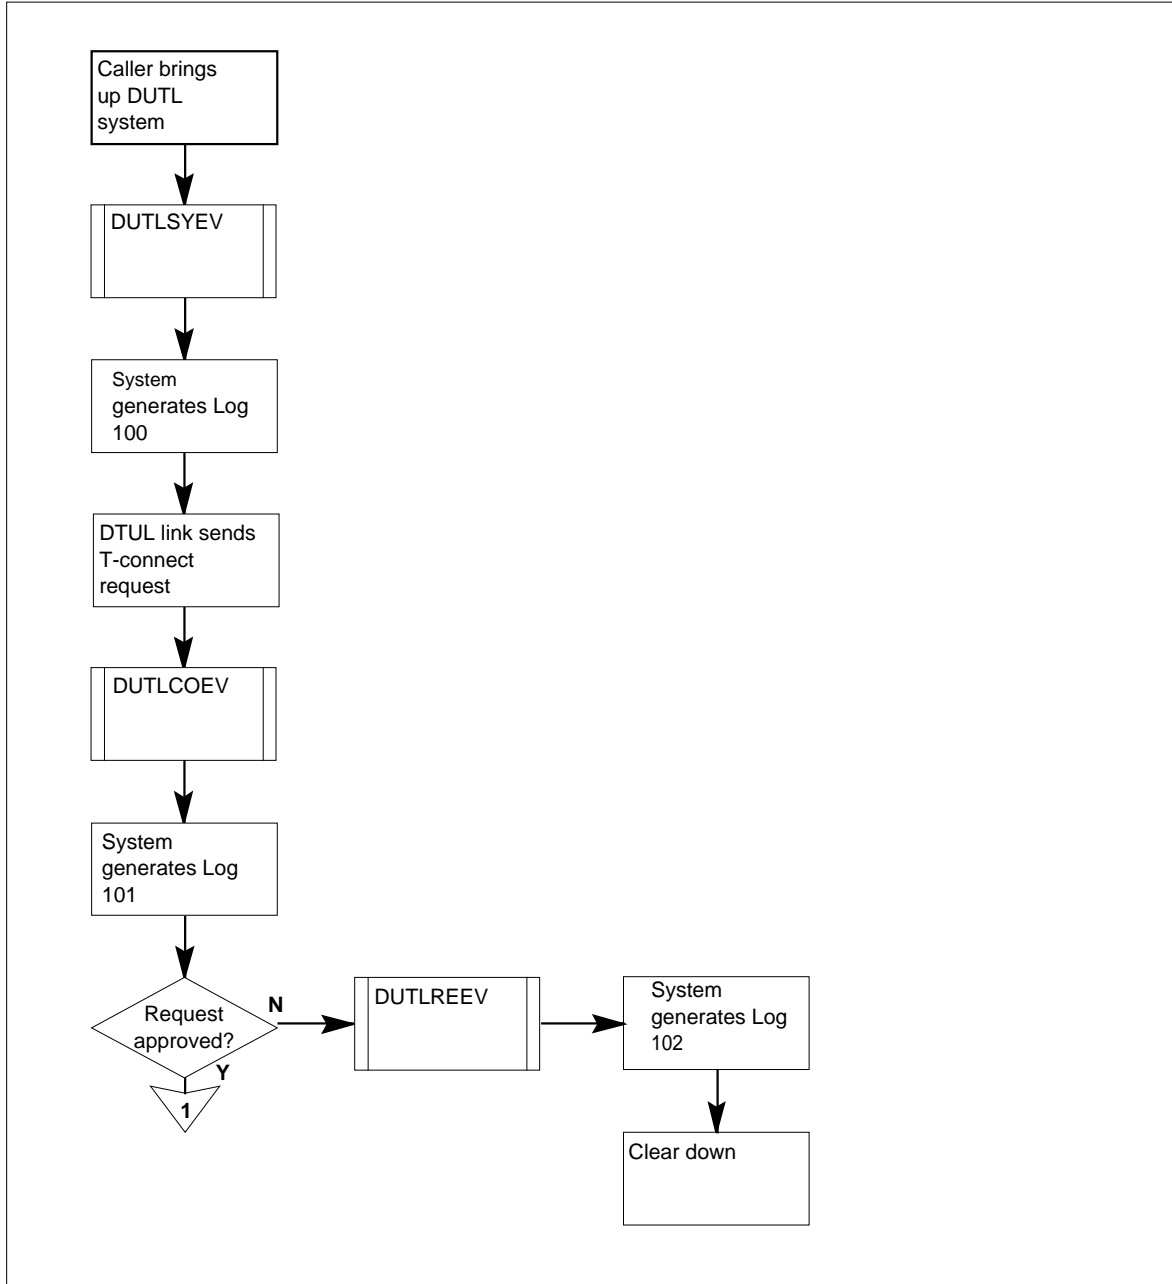 Caller brings
up DUTL
system
DUTLSYEV
System
generates Log
100
DTUL link sends
T-connect
request
DUTLCOEV
System
generates Log
101
Request
approved?
N
Y
1
DUTLREEV
System
generates Log
102
Clear down